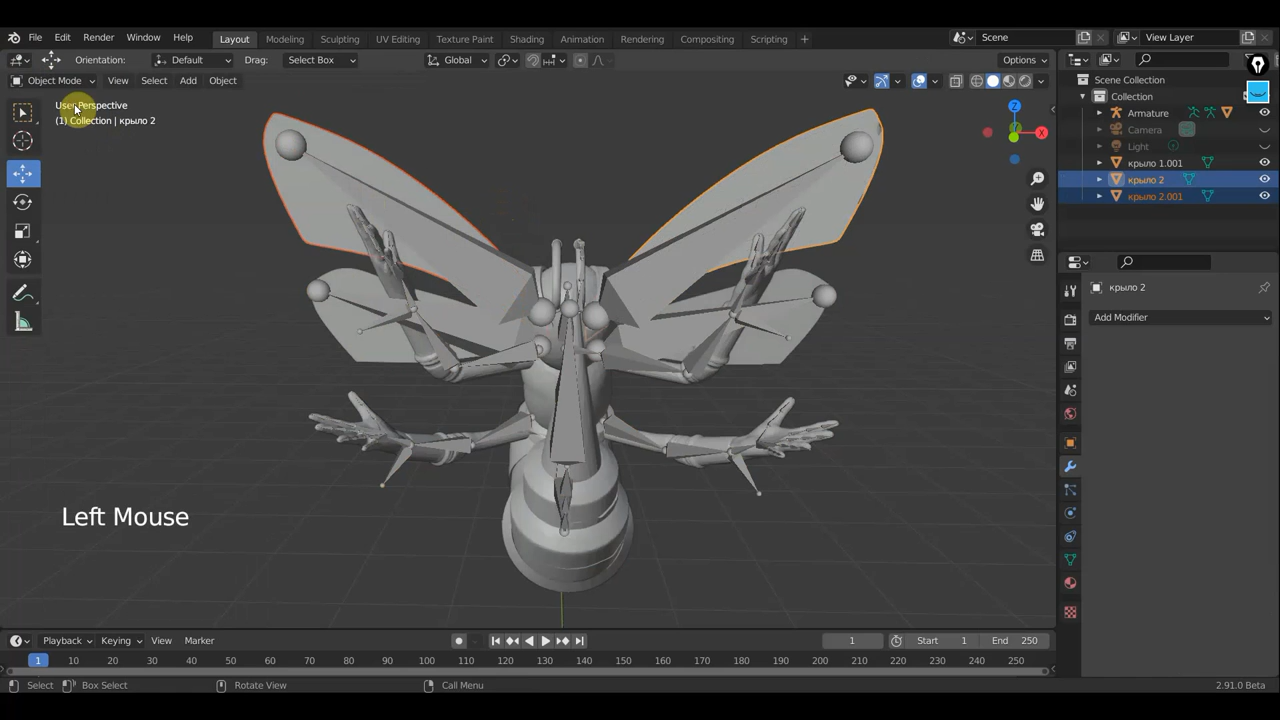 File Edit Render Window Help Layout Modeling Sculpting UV Editing Texture Paint Shading Animation Rendering Compositing Scripting + Scene View Layer
Orientation: Default Drag: Select Box Global Options
Object Mode View Select Add Object
User Perspective
(1) Collection | крыло 2
Z
X
Scene Collection
Collection
Armature
Camera
Light
крыло 1.001
крыло 2
крыло 2.001
крыло 2
Add Modifier
Left Mouse
Playback Keying View Marker 1 Start 1 End 250
1 10 20 30 40 50 60 70 80 90 100 110 120 130 140 150 160 170 180 190 200 210 220 230 240 250
Select Box Select Rotate View Call Menu 2.91.0 Beta